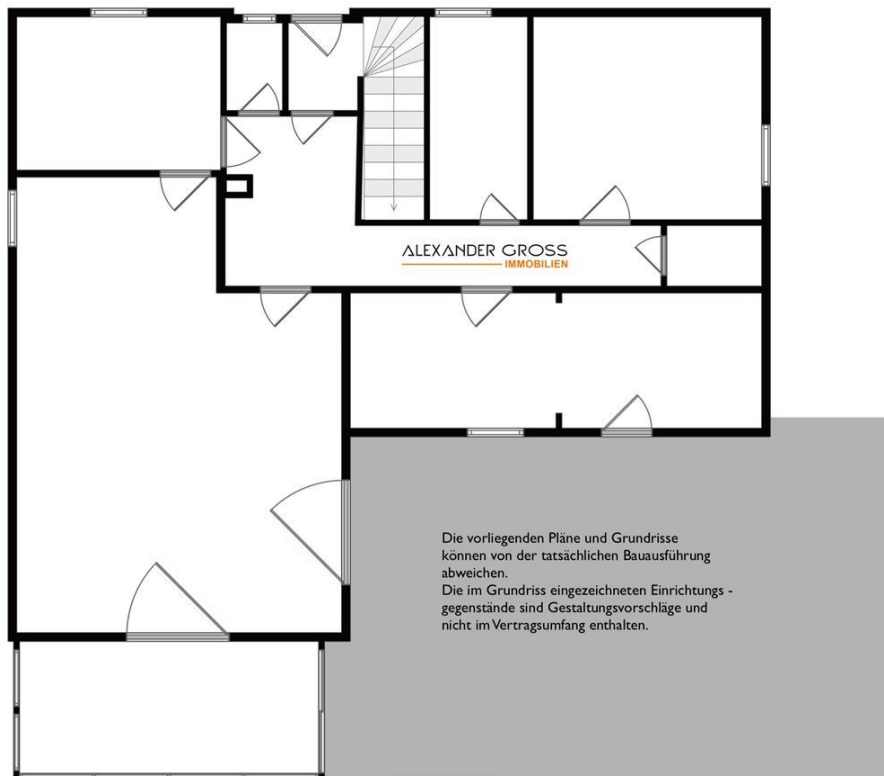 ALEXANDER GROSS
IMMOBILIEN
Die vorliegenden Pläne und Grundrisse
können von der tatsächlichen Bauausführung
abweichen.
Die im Grundriss eingezeichneten Einrichtungs -
gegenstände sind Gestaltungsvorschläge und
nicht im Vertragsumfang enthalten.